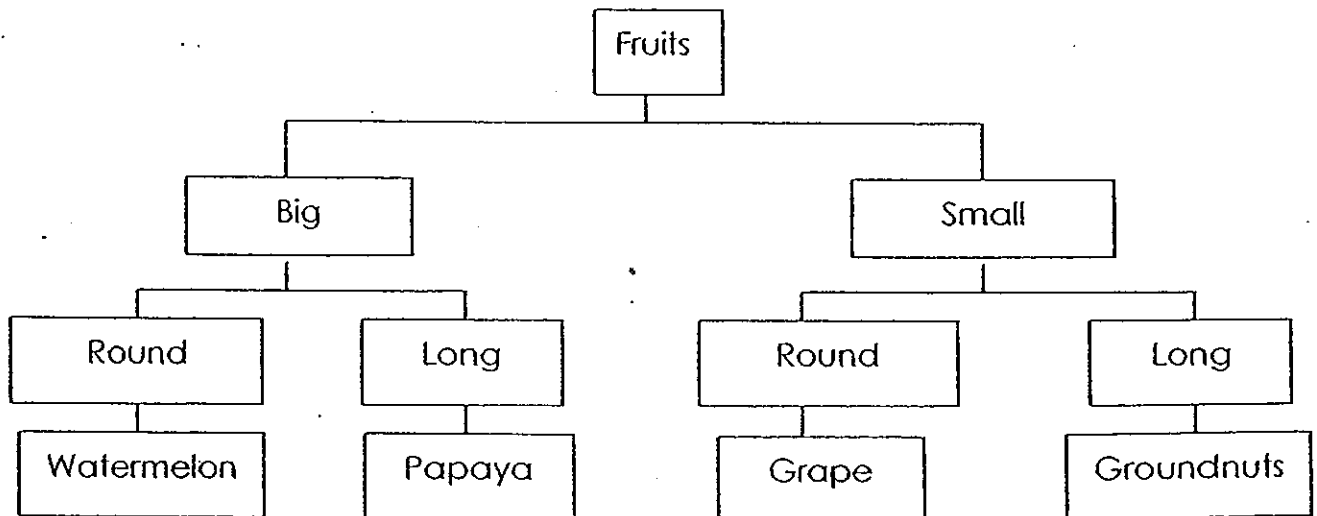 Fruits
Big
Small
Round
Long
Round
Long
Watermelon
Papaya
Grape
Groundnuts